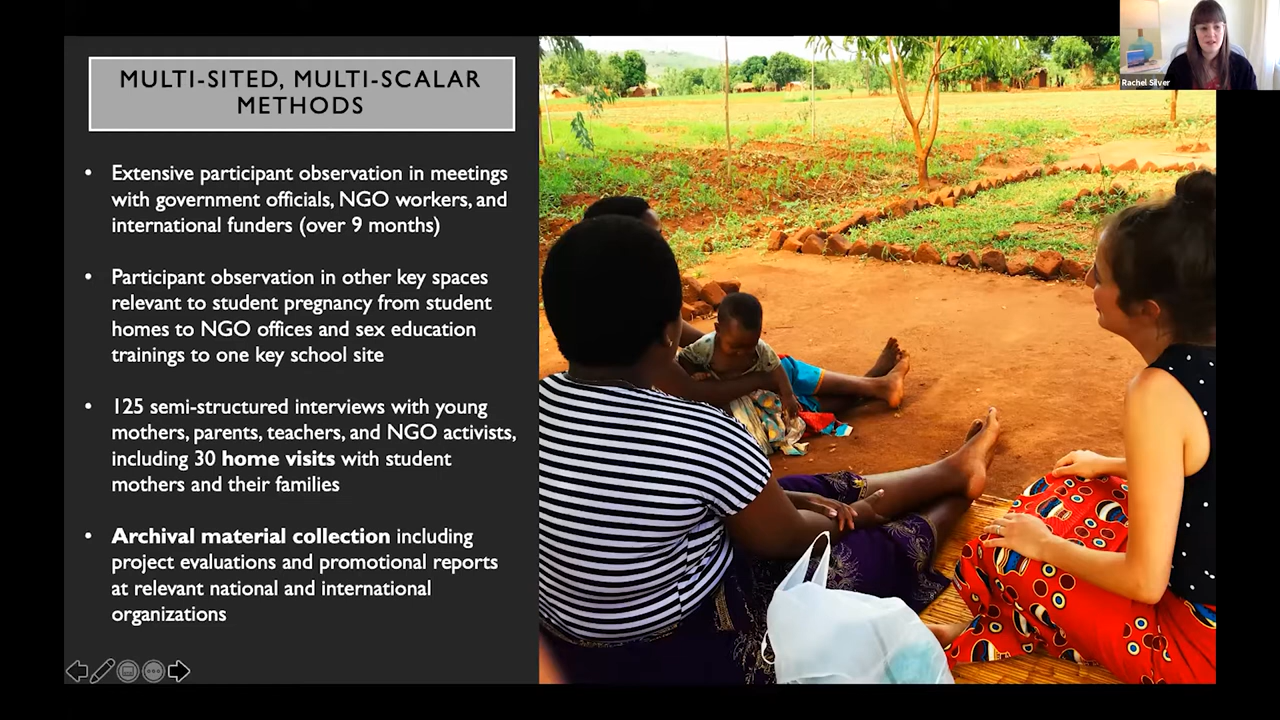 MULTI-SITED, MULTI-SCALAR
METHODS
• Extensive participant observation in meetings
with government officials, NGO workers, and
international funders (over 9 months)
• Participant observation in other key spaces
relevant to student pregnancy from student
homes to NGO offices and sex education
trainings to one key school site
• 125 semi-structured interviews with young
mothers, parents, teachers, and NGO activists,
including 30 home visits with student
mothers and their families
• Archival material collection including
project evaluations and promotional reports
at relevant national and international
organizations
Rachel Silver